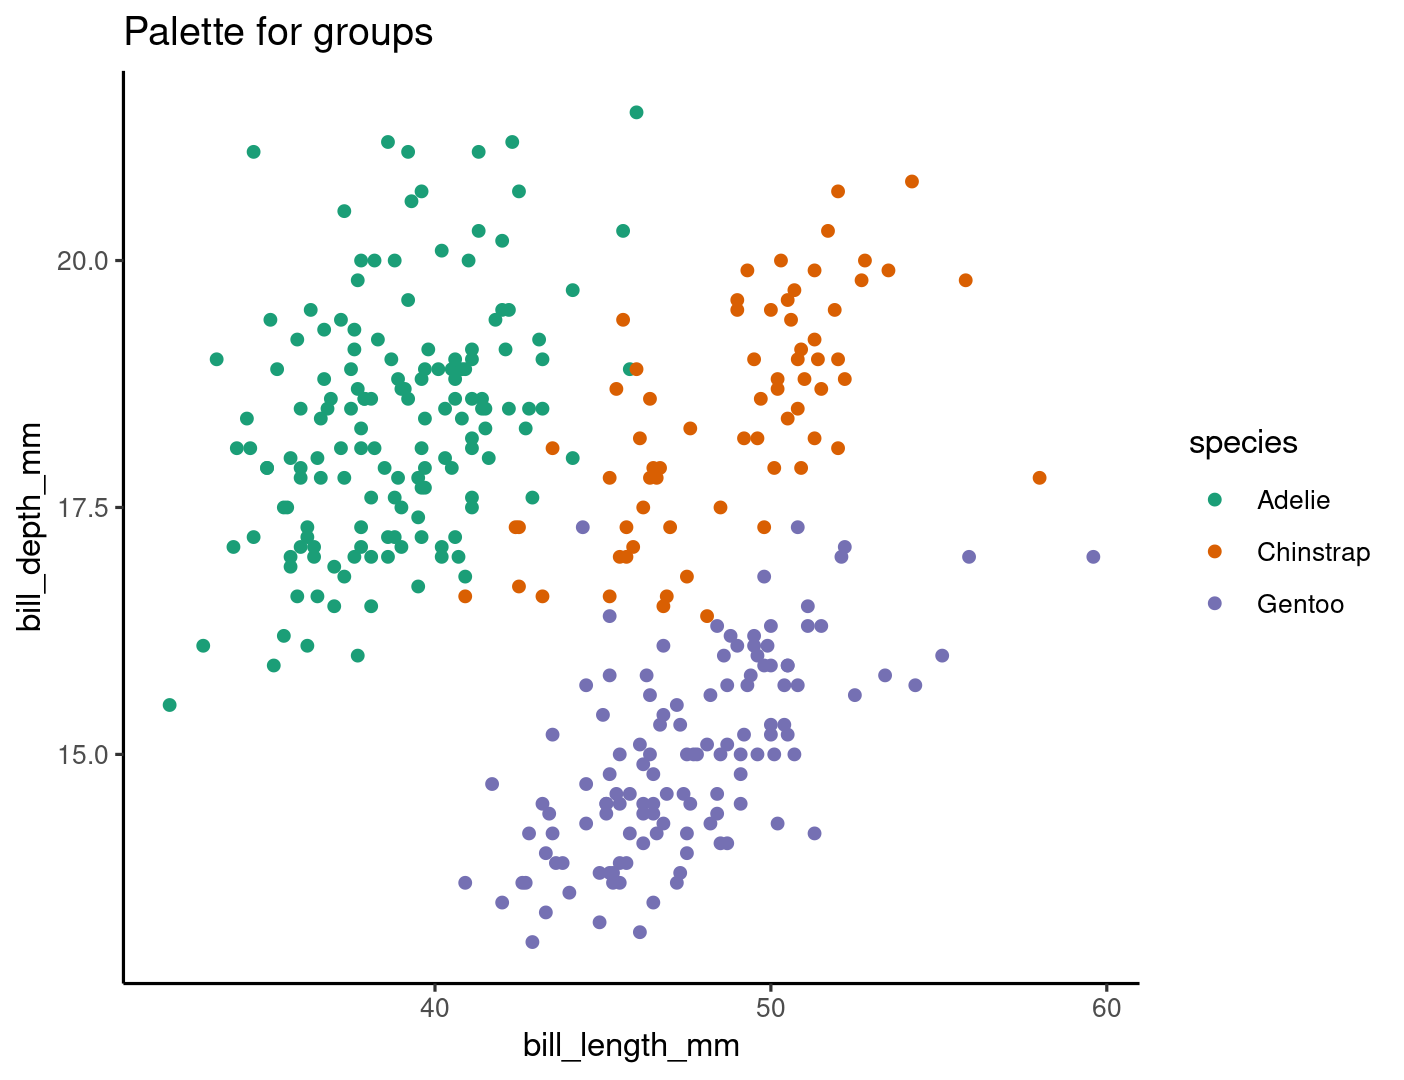 Palette for groups
20.0
17.5
15.0
bill_depth_mm
40
50
60
bill_length_mm
species
Adelie
Chinstrap
Gentoo